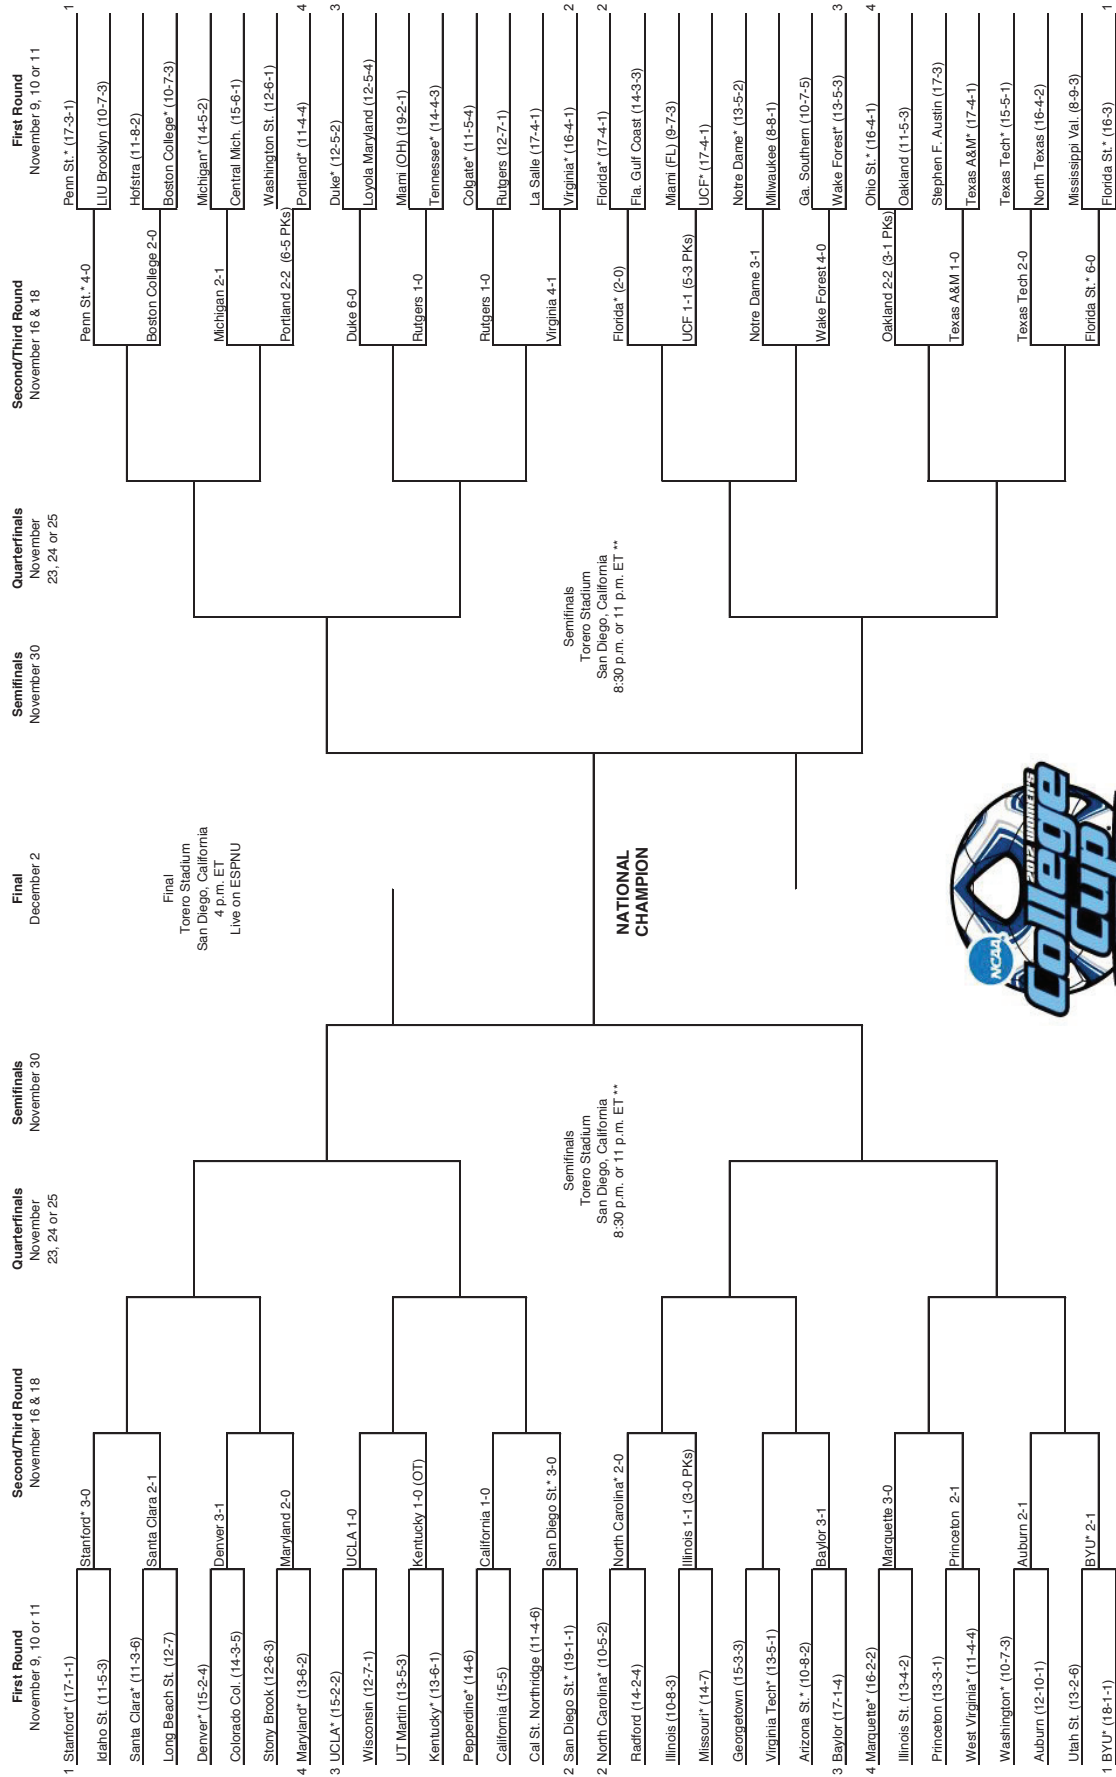 First Round
November 9, 10 or 11
Second/Third Round
November 16 & 18
Quarterfinals
November
23, 24 or 25
Semifinals
November 30
Final
December 2
Semifinals
November 30
Quarterfinals
November
23, 24 or 25
Second/Third Round
November 16 & 18
First Round
November 9, 10 or 11
1 Stanford* (17-1-1)
Idaho St. (11-5-3)
Santa Clara* (11-3-6)
Long Beach St. (12-7)
Denver* (15-2-4)
Colorado Col. (14-3-5)
Stony Brook (12-6-3)
4 Maryland* (13-6-2)
3 UCLA* (15-2-2)
Wisconsin (12-7-1)
UT Martin (13-5-3)
Kentucky* (13-6-1)
Pepperdine* (14-6)
California (15-5)
Cal St. Northridge (11-4-6)
2 San Diego St.* (19-1-1)
2 North Carolina* (10-5-2)
Radford (14-2-4)
Illinois (10-8-3)
Missouri* (14-7)
Georgetown (15-3-3)
Virginia Tech* (13-5-1)
Arizona St.* (10-8-2)
3 Baylor (17-1-4)
4 Marquette* (16-2-2)
Illinois St. (13-4-2)
Princeton (13-3-1)
West Virginia* (11-4-4)
Washington* (10-7-3)
Auburn (12-10-1)
Utah St. (13-2-6)
1 BYU* (18-1-1)
Stanford* 3-0
Santa Clara 2-1
Denver 3-1
Maryland 2-0
UCLA 1-0
Kentucky 1-0 (OT)
California 1-0
San Diego St.* 3-0
North Carolina* 2-0
Illinois 1-1 (3-0 PKs)
Baylor 3-1
Marquette 3-0
Princeton 2-1
Auburn 2-1
BYU* 2-1
Semifinals
Torero Stadium
San Diego, California
8:30 p.m. or 11 p.m. ET **
Final
Torero Stadium
San Diego, California
4 p.m. ET
Live on ESPNU
NATIONAL
CHAMPION
NCAA
2012 WOMEN'S
College
Cup
Semifinals
Torero Stadium
San Diego, California
8:30 p.m. or 11 p.m. ET **
Penn St.* 4-0
Boston College 2-0
Michigan 2-1
Portland 2-2 (6-5 PKs)
Duke 6-0
Rutgers 1-0
Rutgers 1-0
Virginia 4-1
Florida* (2-0)
UCF 1-1 (5-3 PKs)
Notre Dame 3-1
Wake Forest 4-0
Oakland 2-2 (3-1 PKs)
Texas A&M 1-0
Texas Tech 2-0
Florida St.* 6-0
Penn St.* (17-3-1) 1
LIU Brooklyn (10-7-3)
Hofstra (11-8-2)
Boston College* (10-7-3)
Michigan* (14-5-2)
Central Mich. (15-6-1)
Washington St. (12-6-1)
Portland* (11-4-4) 4
Duke* (12-5-2) 3
Loyola Maryland (12-5-4)
Miami (OH) (19-2-1)
Tennessee* (14-4-3)
Colgate* (11-5-4)
Rutgers (12-7-1)
La Salle (17-4-1)
Virginia* (16-4-1) 2
Florida* (17-4-1) 2
Fla. Gulf Coast (14-3-3)
Miami (FL) (9-7-3)
UCF* (17-4-1)
Notre Dame* (13-5-2)
Milwaukee (8-8-1)
Ga. Southern (10-7-5)
Wake Forest* (13-5-3) 3
Ohio St.* (16-4-1) 4
Oakland (11-5-3)
Stephen F. Austin (17-3)
Texas A&M* (17-4-1)
Texas Tech* (15-5-1)
North Texas (16-4-2)
Mississippi Val. (8-9-3)
Florida St.* (16-3) 1